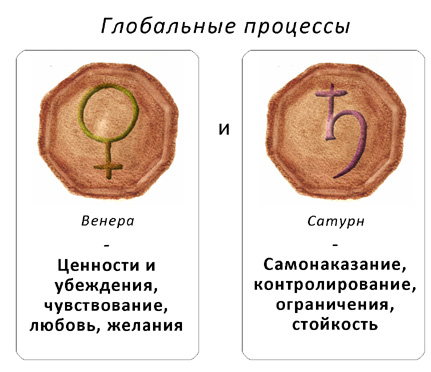 Глобальные процессы
Венера
-
Ценности и
убеждения,
чувствование,
любовь, желания
и
Сатурн
-
Самонаказание,
контролирование,
ограничения,
стойкость